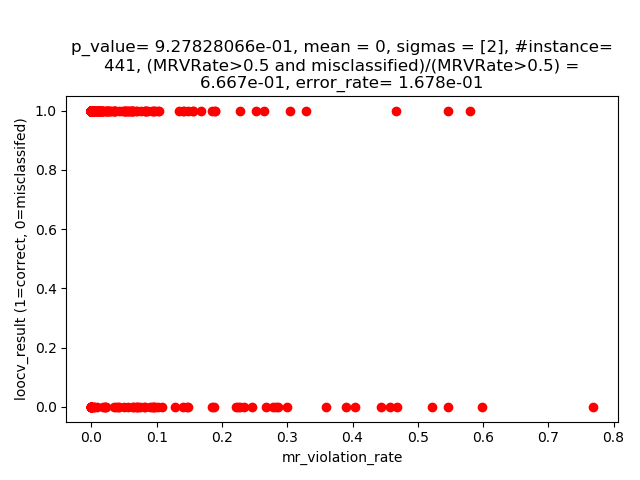 p_value= 9.27828066e-01, mean = 0, sigmas = [2], #instance=
441, (MRVRate>0.5 and misclassified)/(MRVRate>0.5) =
6.667e-01, error_rate= 1.678e-01
1.0
0.8
0.6
0.4
0.2
0.0
loocv_result (1=correct, 0=misclassifed)
0.0 0.1 0.2 0.3 0.4 0.5 0.6 0.7 0.8
mr_violation_rate